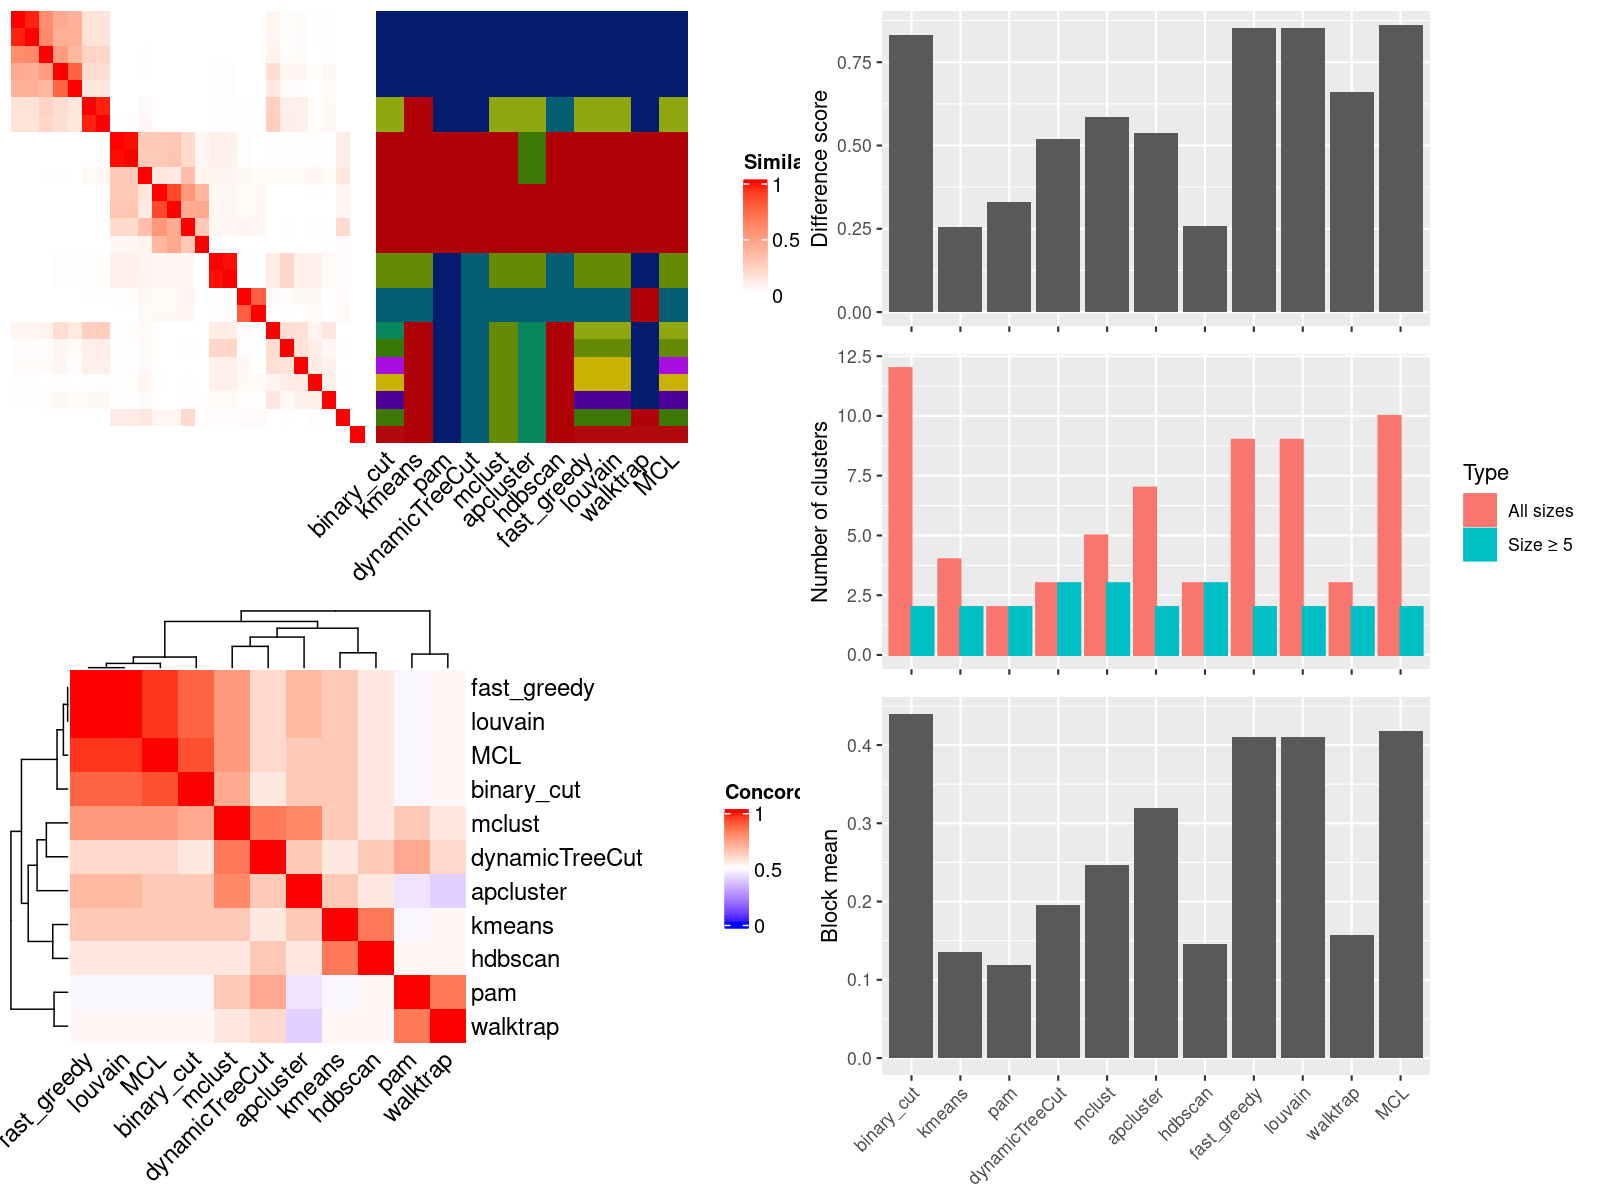 Simila
1
0.5
0
binary_cut
kmeans
pam
dynamicTreeCut
mclust
apcluster
hdbscan
fast_greedy
louvain
walktrap
MCL
fast_greedy
louvain
MCL
binary_cut
mclust
dynamicTreeCut
apcluster
kmeans
hdbscan
pam
walktrap
Concord
1
0.5
0
fast_greedy
louvain
MCL
binary_cut
mclust
dynamicTreeCut
apcluster
kmeans
hdbscan
pam
walktrap
Difference score
0.75
0.50
0.25
0.00
Number of clusters
12.5
10.0
7.5
5.0
2.5
0.0
Type
All sizes
Size ≥ 5
Block mean
0.4
0.3
0.2
0.1
0.0
binary_cut
kmeans
pam
dynamicTreeCut
mclust
apcluster
hdbscan
fast_greedy
louvain
walktrap
MCL